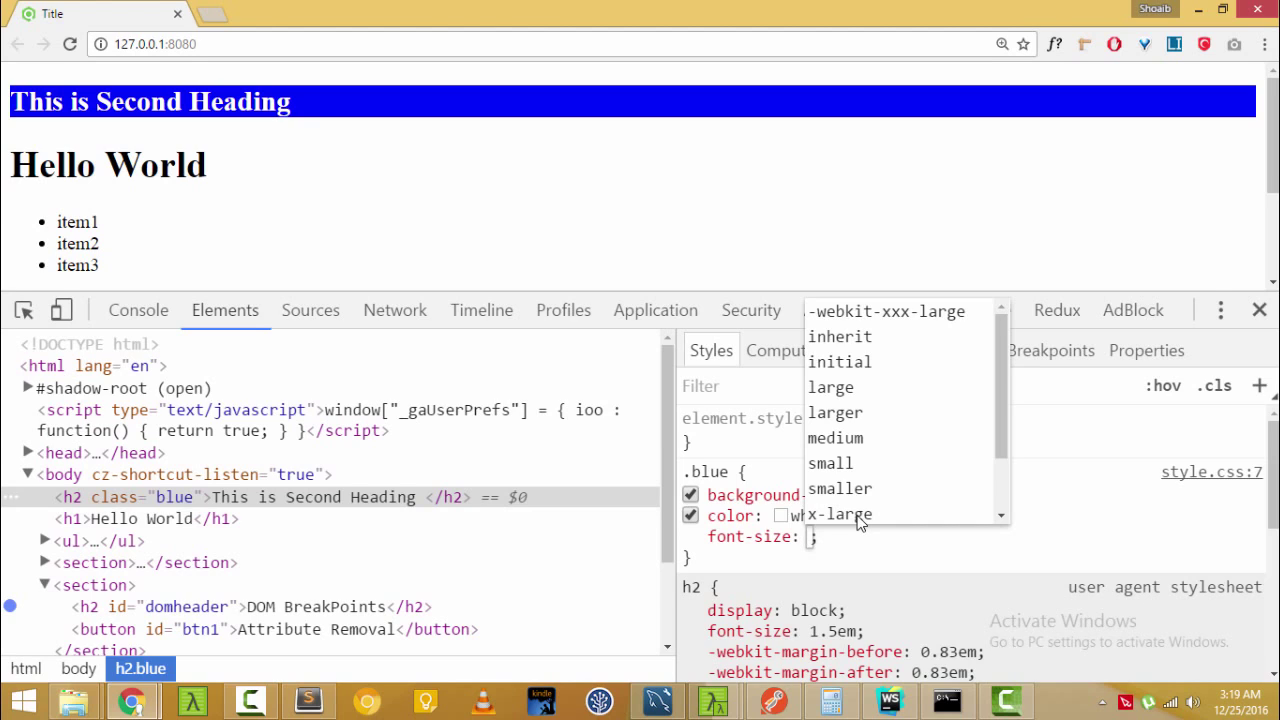 Title
Shoaib
127.0.0.1:8080
f?
LI
This is Second Heading
Hello World
• item1
• item2
• item3
Console Elements Sources Network Timeline Profiles Application Security Redux AdBlock
<!DOCTYPE html>
<html lang="en">
#shadow-root (open)
<script type="text/javascript">window["_gaUserPrefs"] = { ioo :
function() { return true; } }</script>
<head>…</head>
<body cz-shortcut-listen="true">
<h2 class="blue">This is Second Heading </h2> == $0
<h1>Hello World</h1>
<ul>…</ul>
<section>…</section>
<section>
<h2 id="domheader">DOM BreakPoints</h2>
<button id="btn1">Attribute Removal</button>
</section>
html body h2.blue
Styles Comput Breakpoints Properties
Filter :hov .cls +
element.style
}
.blue { style.css:7
background-
color: wh
font-size: ;
}
-webkit-xxx-large
inherit
initial
large
larger
medium
small
smaller
x-large
h2 { user agent stylesheet
display: block;
font-size: 1.5em;
-webkit-margin-before: 0.83em;
-webkit-margin-after: 0.83em;
Activate Windows
Go to PC settings to activate Windows.
kindle
WS
3:19 AM
12/25/2016